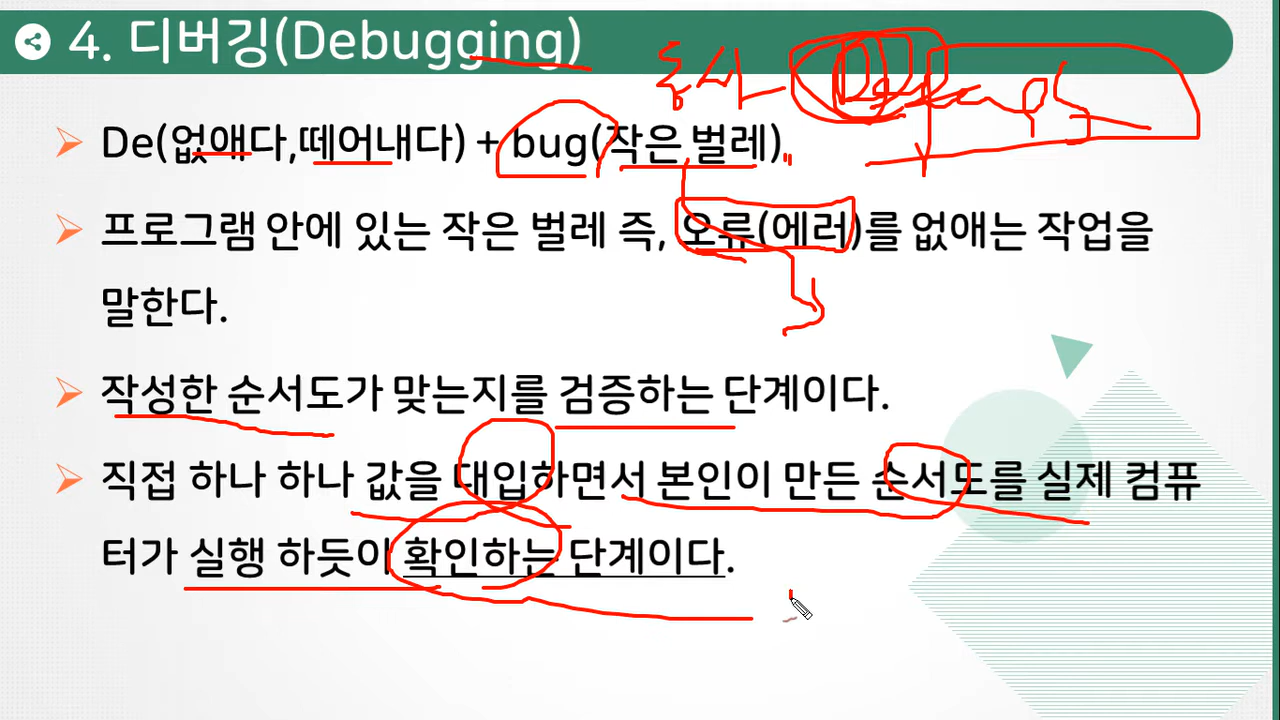 4. 디버깅(Debugging)
De(없애다,떼어내다) + bug(작은 벌레).
프로그램 안에 있는 작은 벌레 즉, 오류(에러)를 없애는 작업을
말한다.
작성한 순서도가 맞는지를 검증하는 단계이다.
직접 하나 하나 값을 대입하면서 본인이 만든 순서도를 실제 컴퓨
터가 실행 하듯이 확인하는 단계이다.